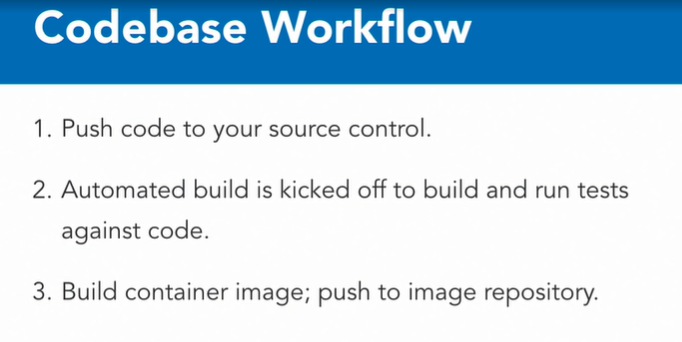 Codebase Workflow
1. Push code to your source control.
2. Automated build is kicked off to build and run tests
against code.
3. Build container image; push to image repository.